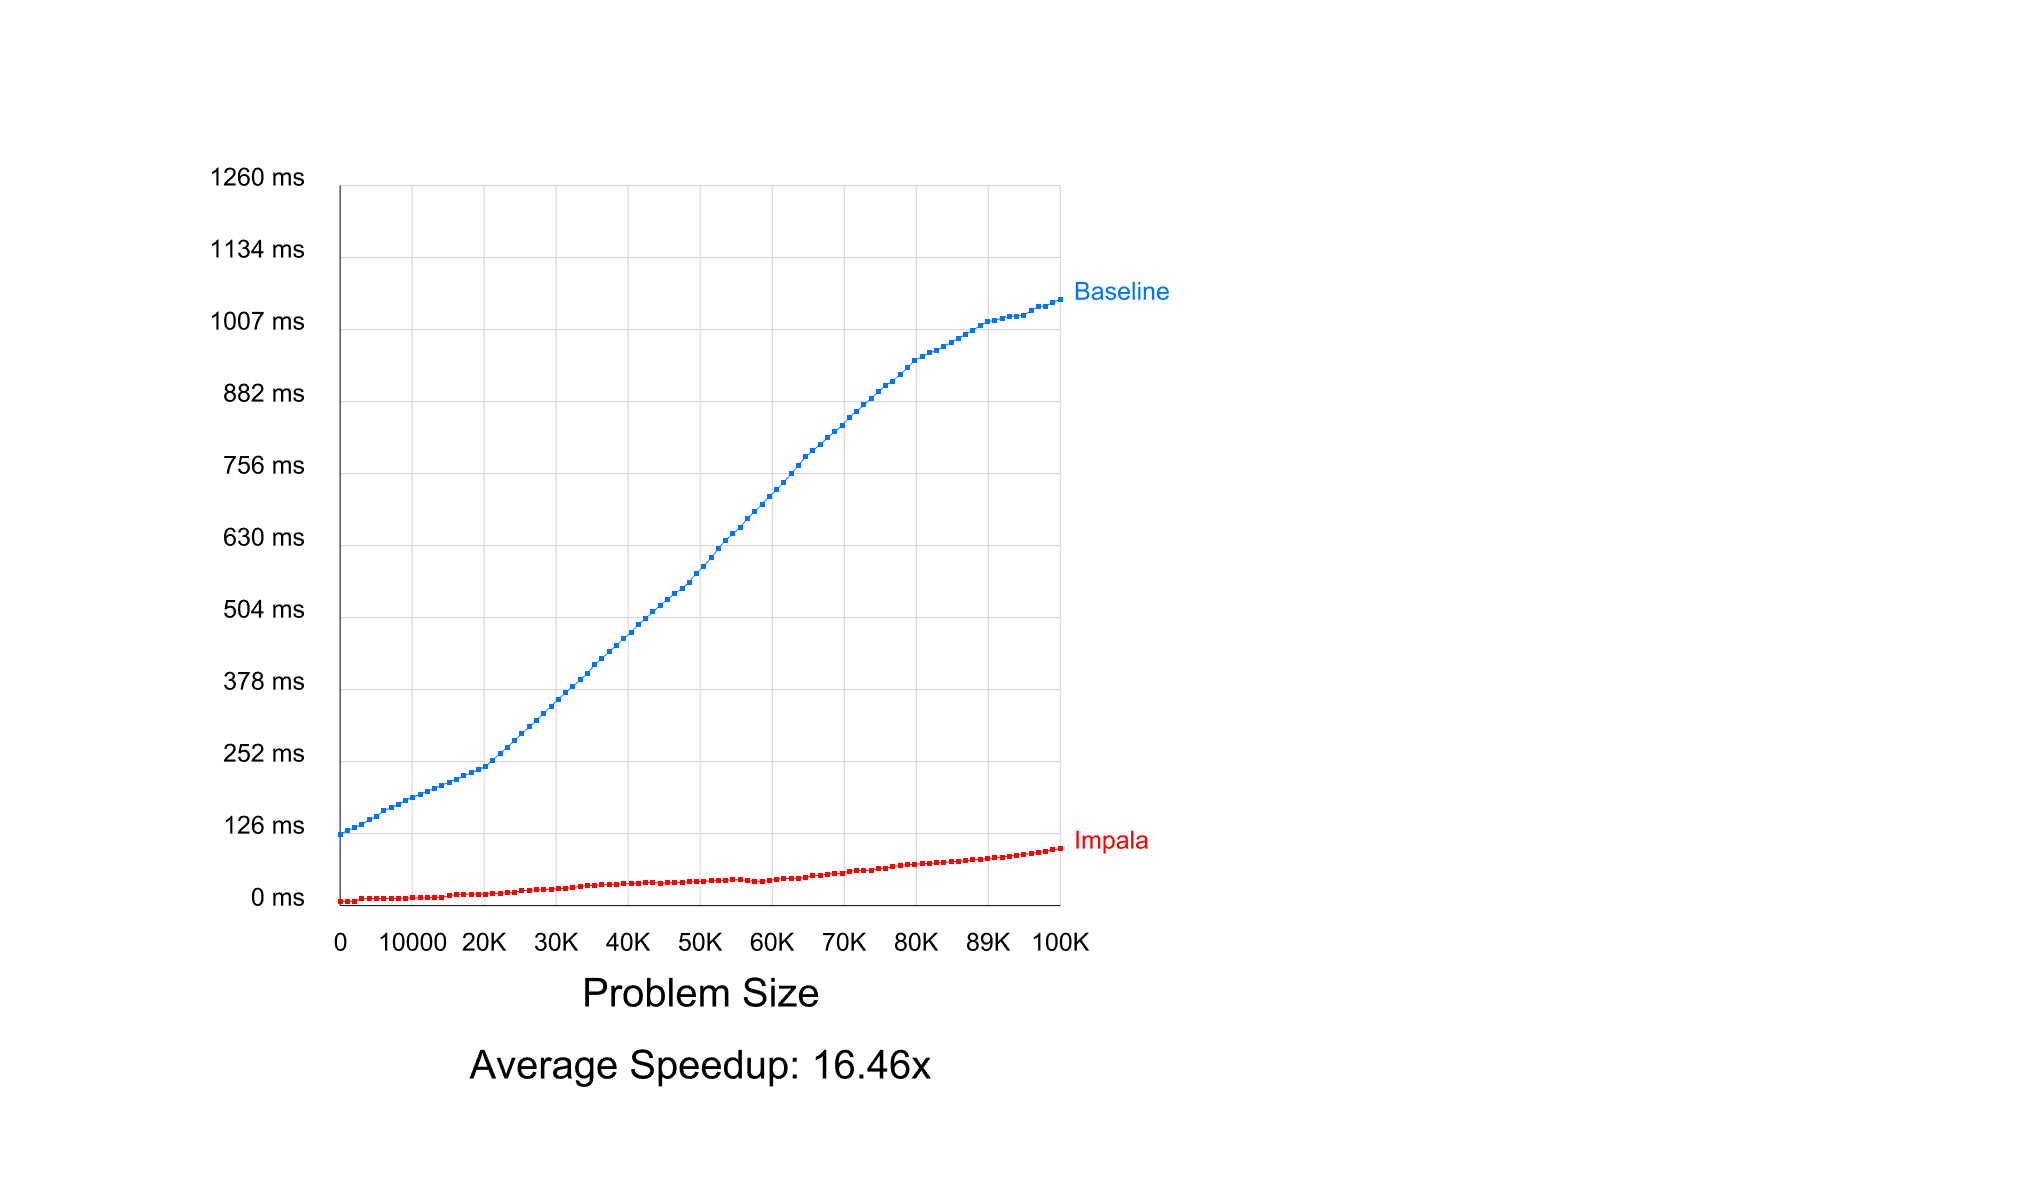 1260 ms
1134 ms
Baseline
1007 ms
882 ms
756 ms
630 ms
504 ms
378 ms
252 ms
126 ms
Impala
0 ms
0 10000 20K 30K 40K 50K 60K 70K 80K 89K 100K
Problem Size
Average Speedup: 16.46x